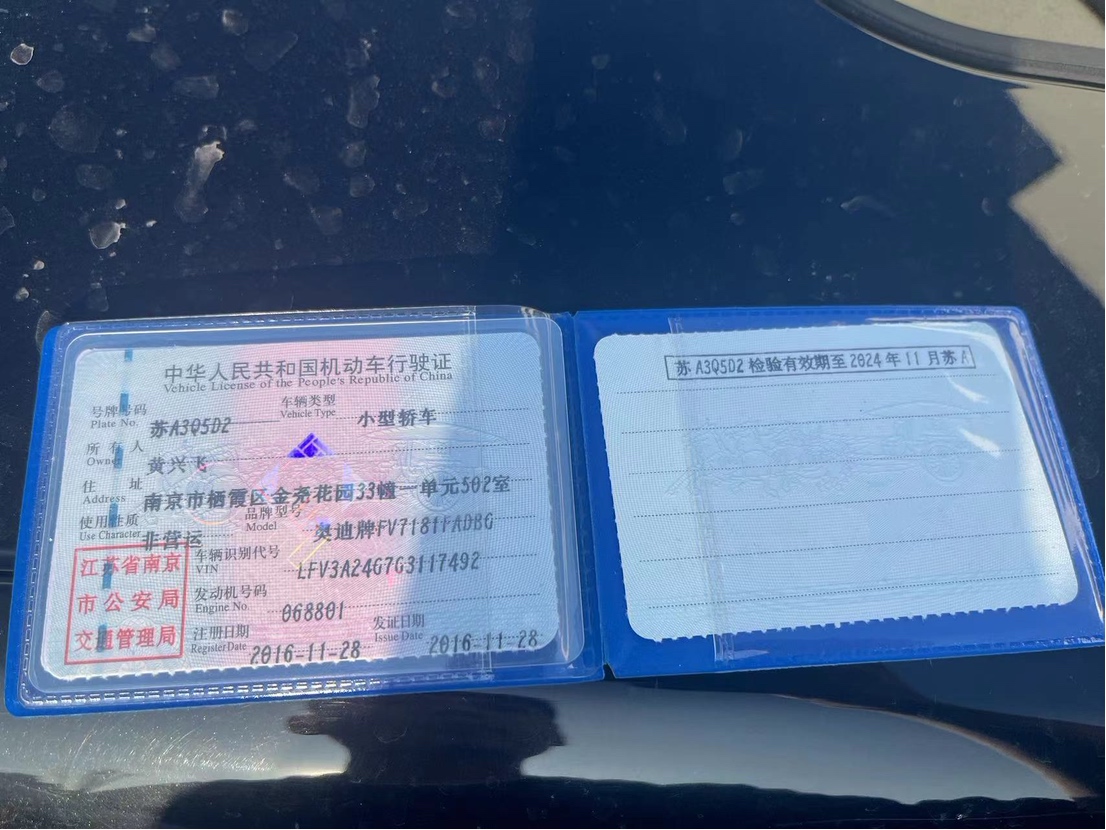 中华人民共和国机动车行驶证
Vehicle License of the People's Republic of China
号牌号码 苏A3Q5D2 车辆类型 小型轿车
Plate No. Vehicle Type
所有人 黄兴飞
Owner
住址 南京市栖霞区金尧花园33幢一单元502室
Address
使用性质 非营运 品牌型号 奥迪牌FV7181FADBG
Use Character Model
车辆识别代号 LFV3A24G7G3117492
VIN
发动机号码 068801
Engine No.
注册日期 2016-11-28 发证日期 2016-11-28
Register Date Issue Date
江苏省南京
市公安局
交通管理局
苏A3Q5D2 检验有效期至 2024年11月苏A